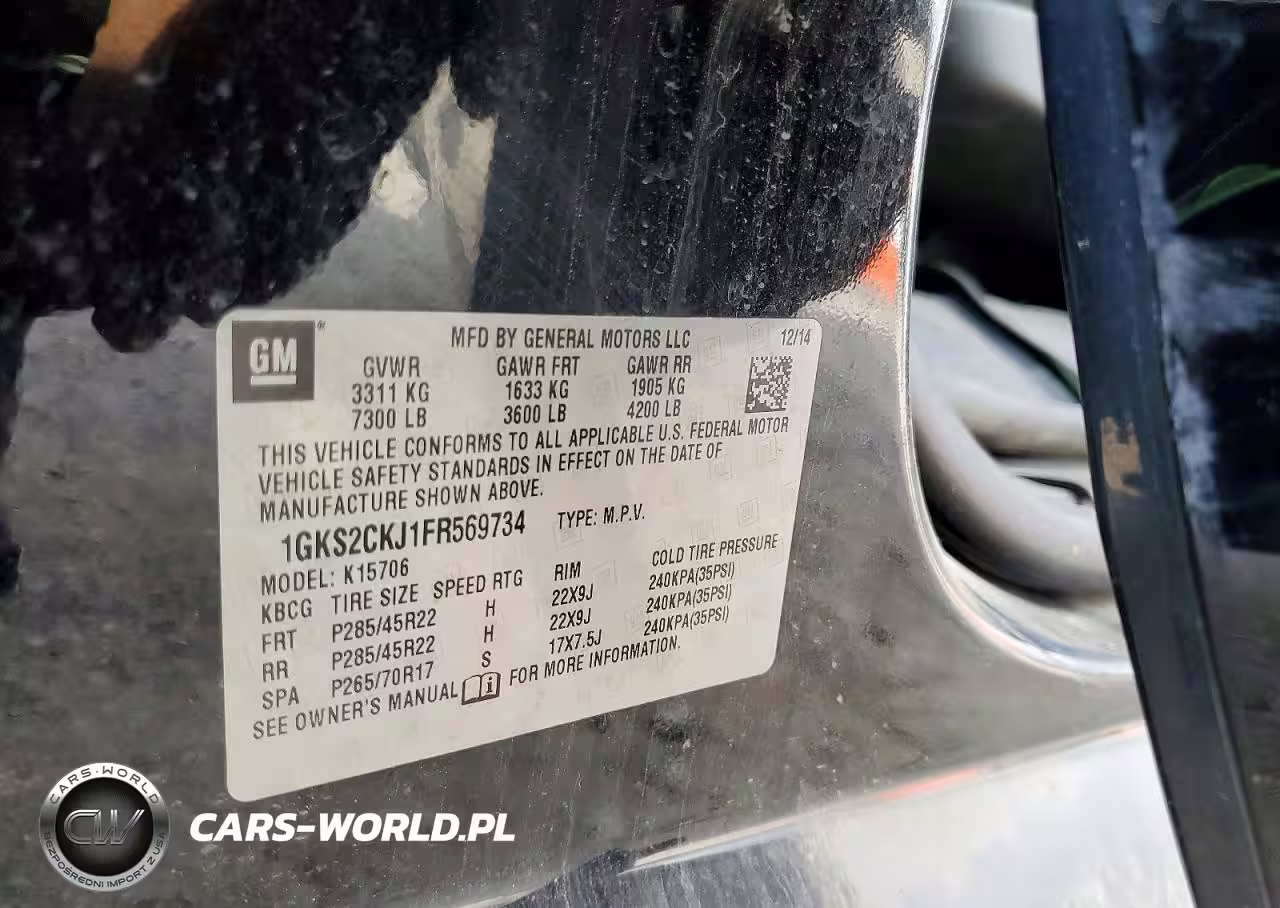 GM
MFD BY GENERAL MOTORS LLC 12/14
GVWR GAWR FRT GAWR RR
3311 KG 1633 KG 1905 KG
7300 LB 3600 LB 4200 LB
THIS VEHICLE CONFORMS TO ALL APPLICABLE U.S. FEDERAL MOTOR
VEHICLE SAFETY STANDARDS IN EFFECT ON THE DATE OF
MANUFACTURE SHOWN ABOVE.
1GKS2CKJ1FR569734 TYPE: M.P.V.
MODEL: K15706
KBCG TIRE SIZE SPEED RTG RIM COLD TIRE PRESSURE
FRT P285/45R22 H 22X9J 240KPA(35PSI)
RR P285/45R22 H 22X9J 240KPA(35PSI)
SPA P265/70R17 S 17X7.5J 240KPA(35PSI)
SEE OWNER'S MANUAL FOR MORE INFORMATION.
CARS-WORLD
CW
BEZPOŚREDNI IMPORT Z USA
CARS-WORLD.PL